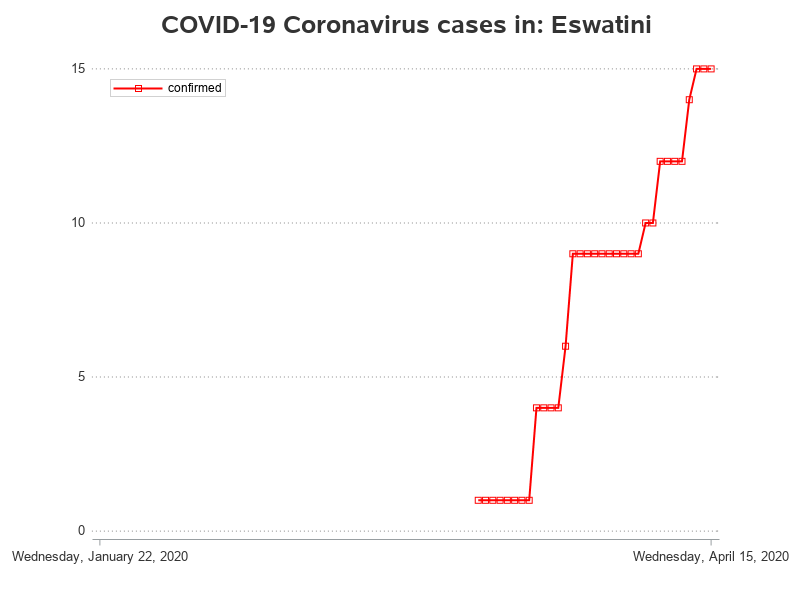 COVID-19 Coronavirus cases in: Eswatini
15
confirmed
10
5
0
Wednesday, January 22, 2020
Wednesday, April 15, 2020